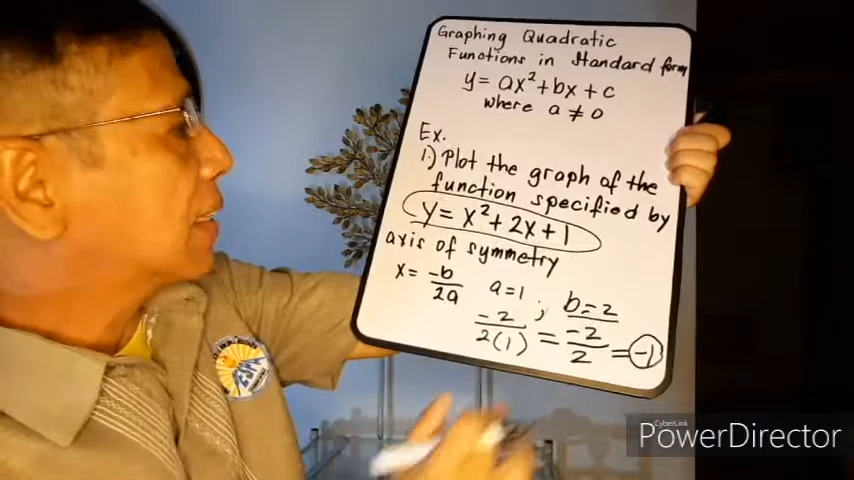 Graphing Quadratic
Functions in Standard form
y = ax² + bx + c
where a ≠ 0
Ex.
1.) Plot the graph of the
function specified by
y = x² + 2x + 1
axis of symmetry
x = -b/2a a = 1 ; b = 2
-2/2(1) = -2/2 = -1
CyberLink
PowerDirector